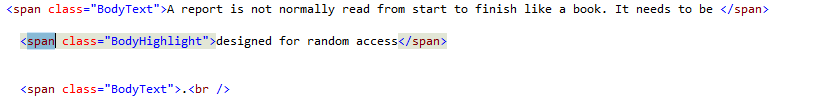 <span class="BodyText">A report is not normally read from start to finish like a book. It needs to be </span>
<span class="BodyHighlight">designed for random access</span>
<span class="BodyText">.<br />